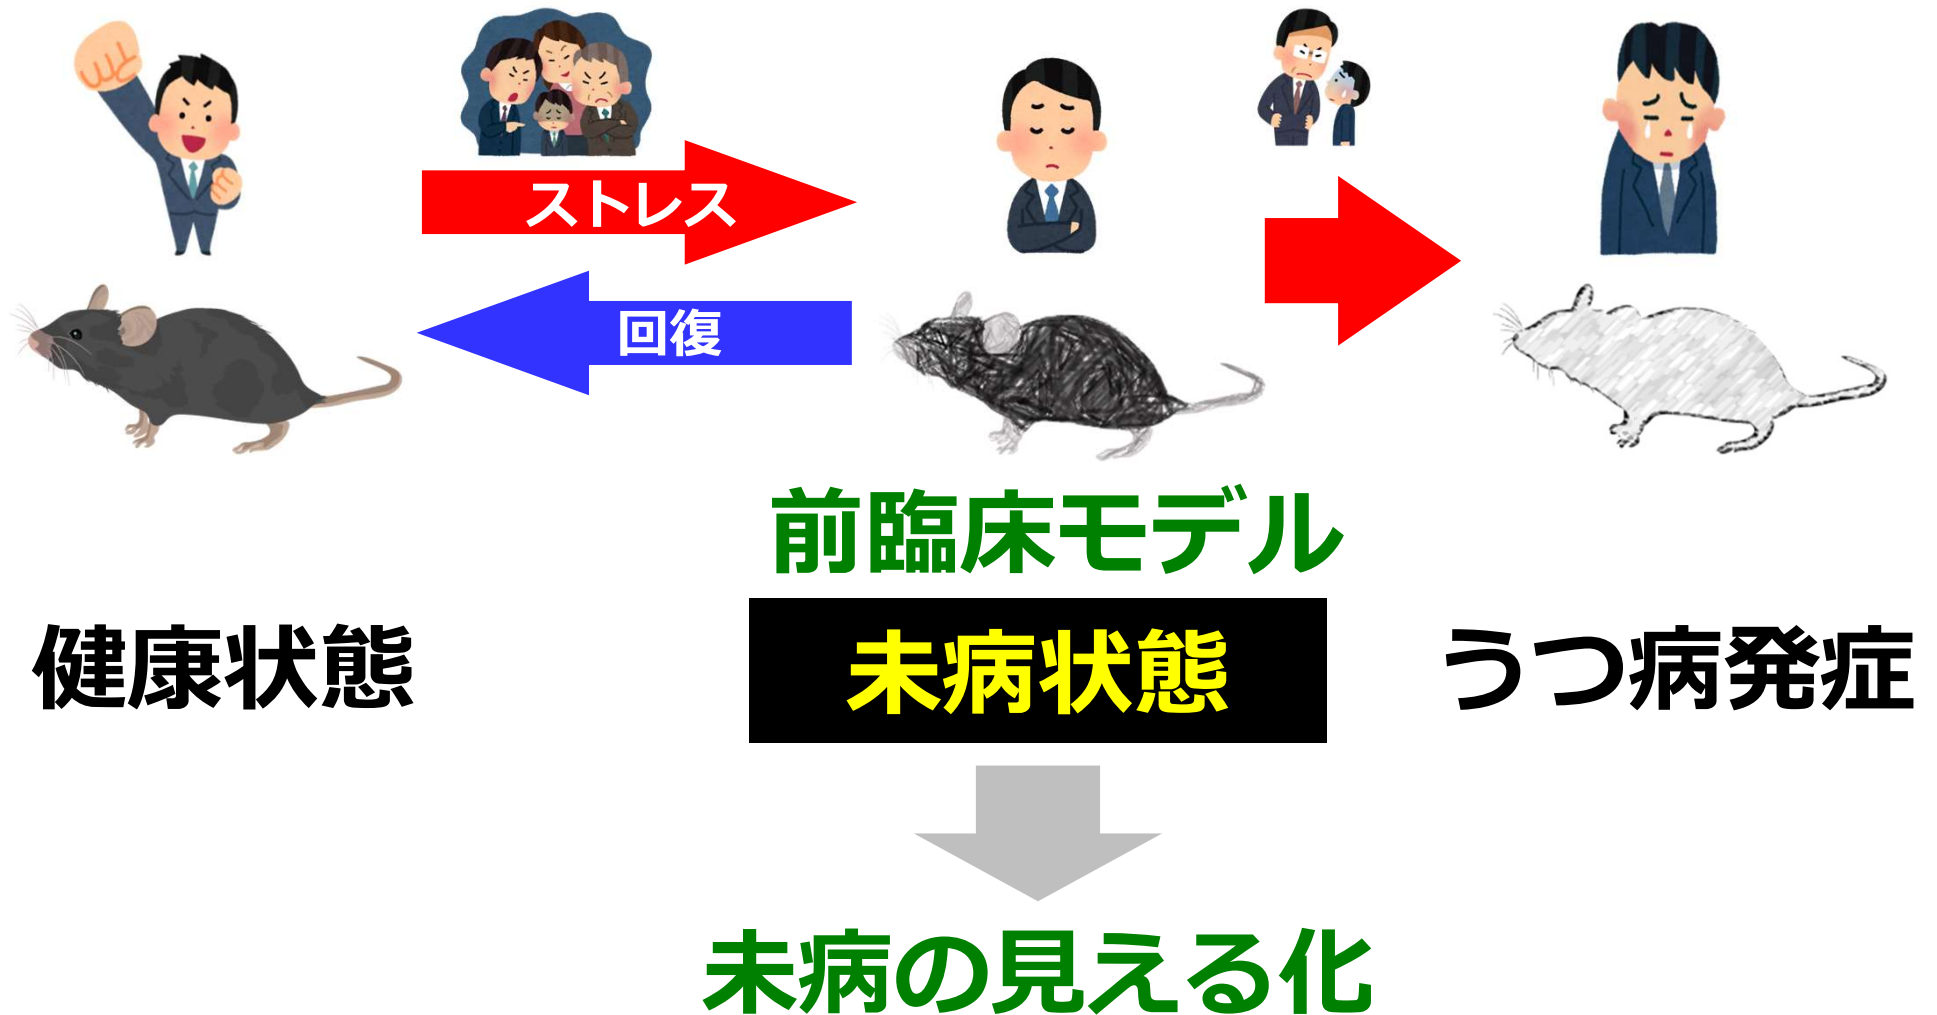 ストレス
回復
前臨床モデル
健康状態
未病状態
うつ病発症
未病の見える化